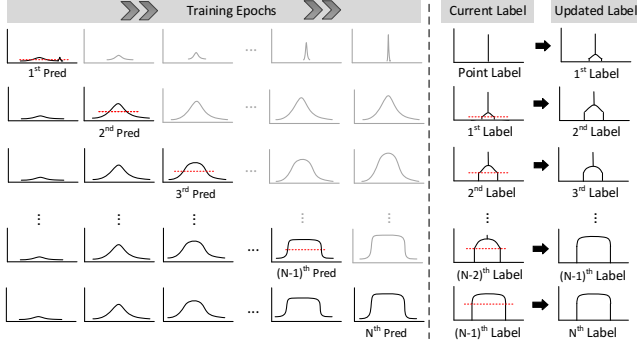 Training Epochs
Current Label
Updated Label
...
1st Pred
Point Label
1st Label
2nd Pred
1st Label
2nd Label
3rd Pred
2nd Label
3rd Label
...
(N-1)th Pred
(N-2)th Label
(N-1)th Label
...
Nth Pred
(N-1)th Label
Nth Label